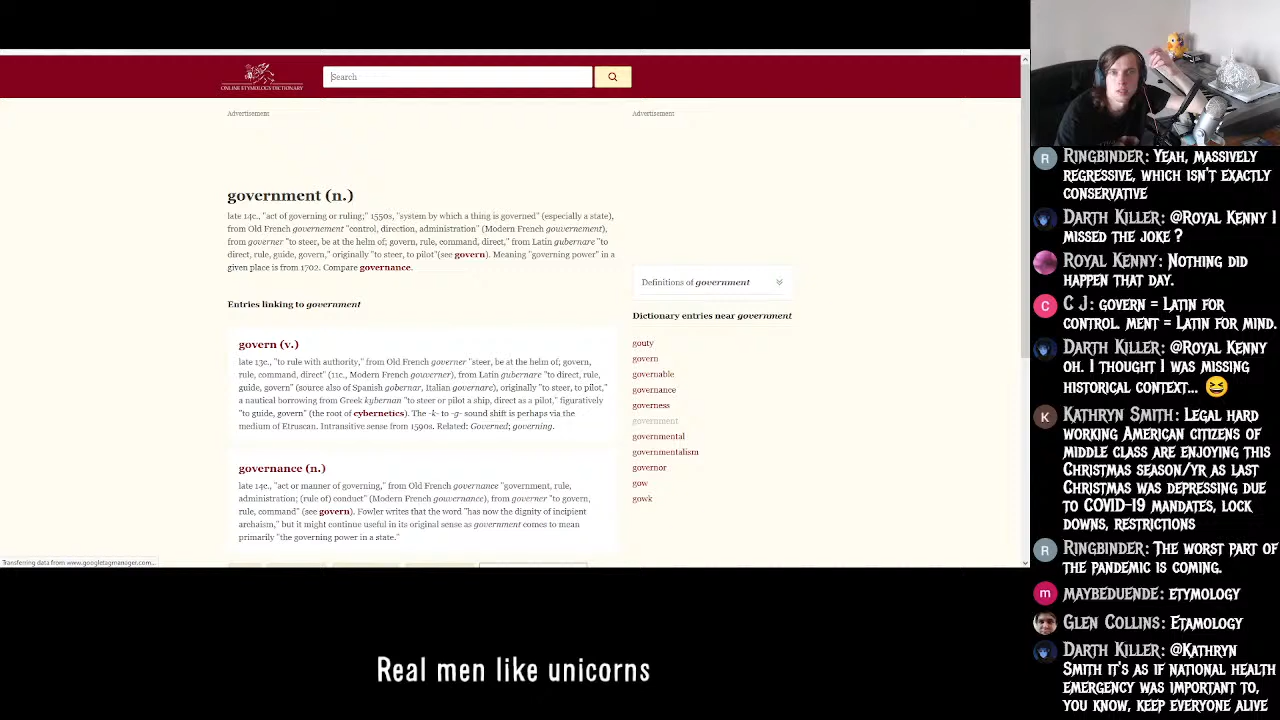 ONLINE ETYMOLOGY DICTIONARY
Search
Advertisement
Advertisement
government (n.)
late 14c., "act of governing or ruling;" 1550s, "system by which a thing is governed" (especially a state),
from Old French governement "control, direction, administration" (Modern French gouvernement),
from governer "to steer, be at the helm of; govern, rule, command, direct," from Latin gubernare "to
direct, rule, guide, govern," originally "to steer, to pilot"(see govern). Meaning "governing power" in a
given place is from 1702. Compare governance.
Entries linking to government
govern (v.)
late 13c., "to rule with authority," from Old French governer "steer, be at the helm of; govern,
rule, command, direct" (11c., Modern French gouverner), from Latin gubernare "to direct, rule,
guide, govern" (source also of Spanish gobernar, Italian governare), originally "to steer, to pilot,"
a nautical borrowing from Greek kybernan "to steer or pilot a ship, direct as a pilot," figuratively
"to guide, govern" (the root of cybernetics). The -k- to -g- sound shift is perhaps via the
medium of Etruscan. Intransitive sense from 1590s. Related: Governed; governing.
governance (n.)
late 14c., "act or manner of governing," from Old French governance "government, rule,
administration; (rule of) conduct" (Modern French gouvernance), from governer "to govern,
rule, command" (see govern). Fowler writes that the word "has now the dignity of incipient
archaism," but it might continue useful in its original sense as government comes to mean
primarily "the governing power in a state."
Definitions of government
Dictionary entries near government
gouty
govern
governable
governance
governess
government
governmental
governmentalism
governor
gow
gowk
Transferring data from www.googletagmanager.com...
Real men like unicorns
R
RINGBINDER: YEAH, MASSIVELY
REGRESSIVE, WHICH ISN'T EXACTLY
CONSERVATIVE
DARTH KILLER: @ROYAL KENNY I
MISSED THAT JOKE?
ROYAL KENNY: NOTHING DID
APPLY TODAY.
C
C J: GOVERN = LATIN FOR
CONTROL, MENT = LATIN FOR MIND.
DARTH KILLER: @ROYAL KENNY
OH. I SEE. COMFORT...
K
KATHRYN SMITH: NORMAL HARD
WORKING AMERICAN CITIZENS OF
MIDDLE-CLASS ARE ENJOYING THIS
CHRISTMAS SEASON/YR AS LAST
CHRISTMAS IS DEPRESSING
DUE 2 COVID19 PANDEMIC/LOCK
DOWNS, RESTRICTIONS..
R
RINGBINDER: THE WORST PART OF
THE PANDEMIC IS COMING.
m
MAYBEDUENDE: ETYMOLOGY
GLEN COLLINS: ETAMOLOGY
DARTH KILLER: @KATHRYN
SMITH IT'S AS IF NATIONAL HEALTH
EMERGENCY WAS IMPORTANT TO,
YOU KNOW, KEEP EVERYONE ALIVE